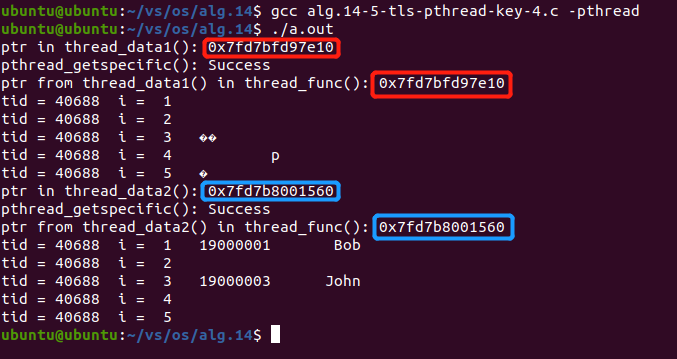 ubuntu@ubuntu:~/vs/os/alg.14$ gcc alg.14-5-tls-pthread-key-4.c -pthread
ubuntu@ubuntu:~/vs/os/alg.14$ ./a.out
ptr in thread_data1(): 0x7fd7bfd97e10
pthread_getspecific(): Success
ptr from thread_data1() in thread_func(): 0x7fd7bfd97e10
tid = 40688  i =  1
tid = 40688  i =  2
tid = 40688  i =  3   ��
tid = 40688  i =  4             p
tid = 40688  i =  5   �
ptr in thread_data2(): 0x7fd7b8001560
pthread_getspecific(): Success
ptr from thread_data2() in thread_func(): 0x7fd7b8001560
tid = 40688  i =  1   19000001        Bob
tid = 40688  i =  2
tid = 40688  i =  3   19000003       John
tid = 40688  i =  4
tid = 40688  i =  5
ubuntu@ubuntu:~/vs/os/alg.14$